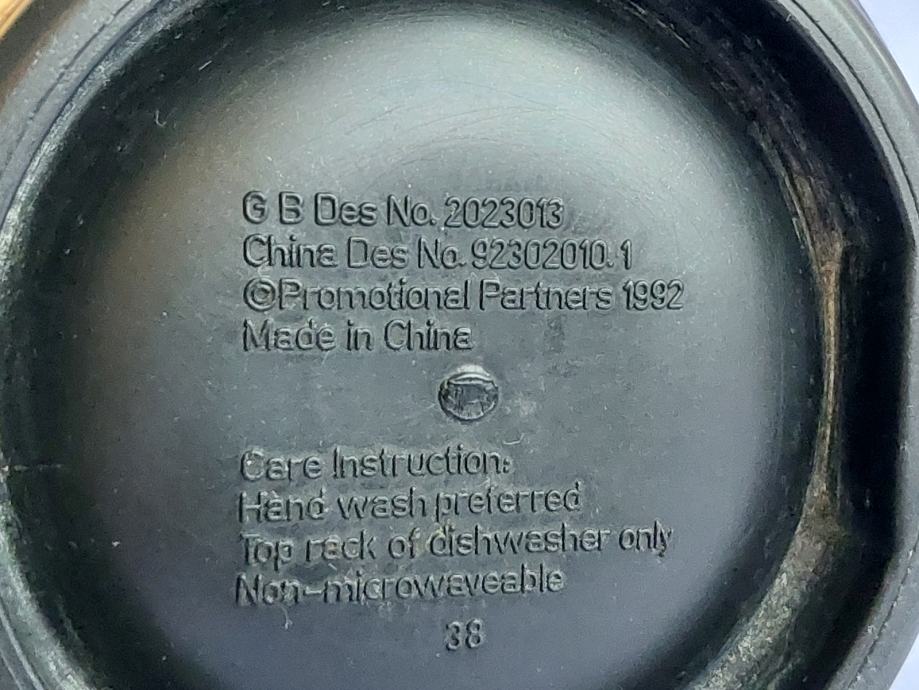 G B Des No. 2023013
China Des No. 92302010.1
©Promotional Partners 1992
Made in China
Care Instruction:
Hand wash preferred
Top rack of dishwasher only
Non-microwaveable
38